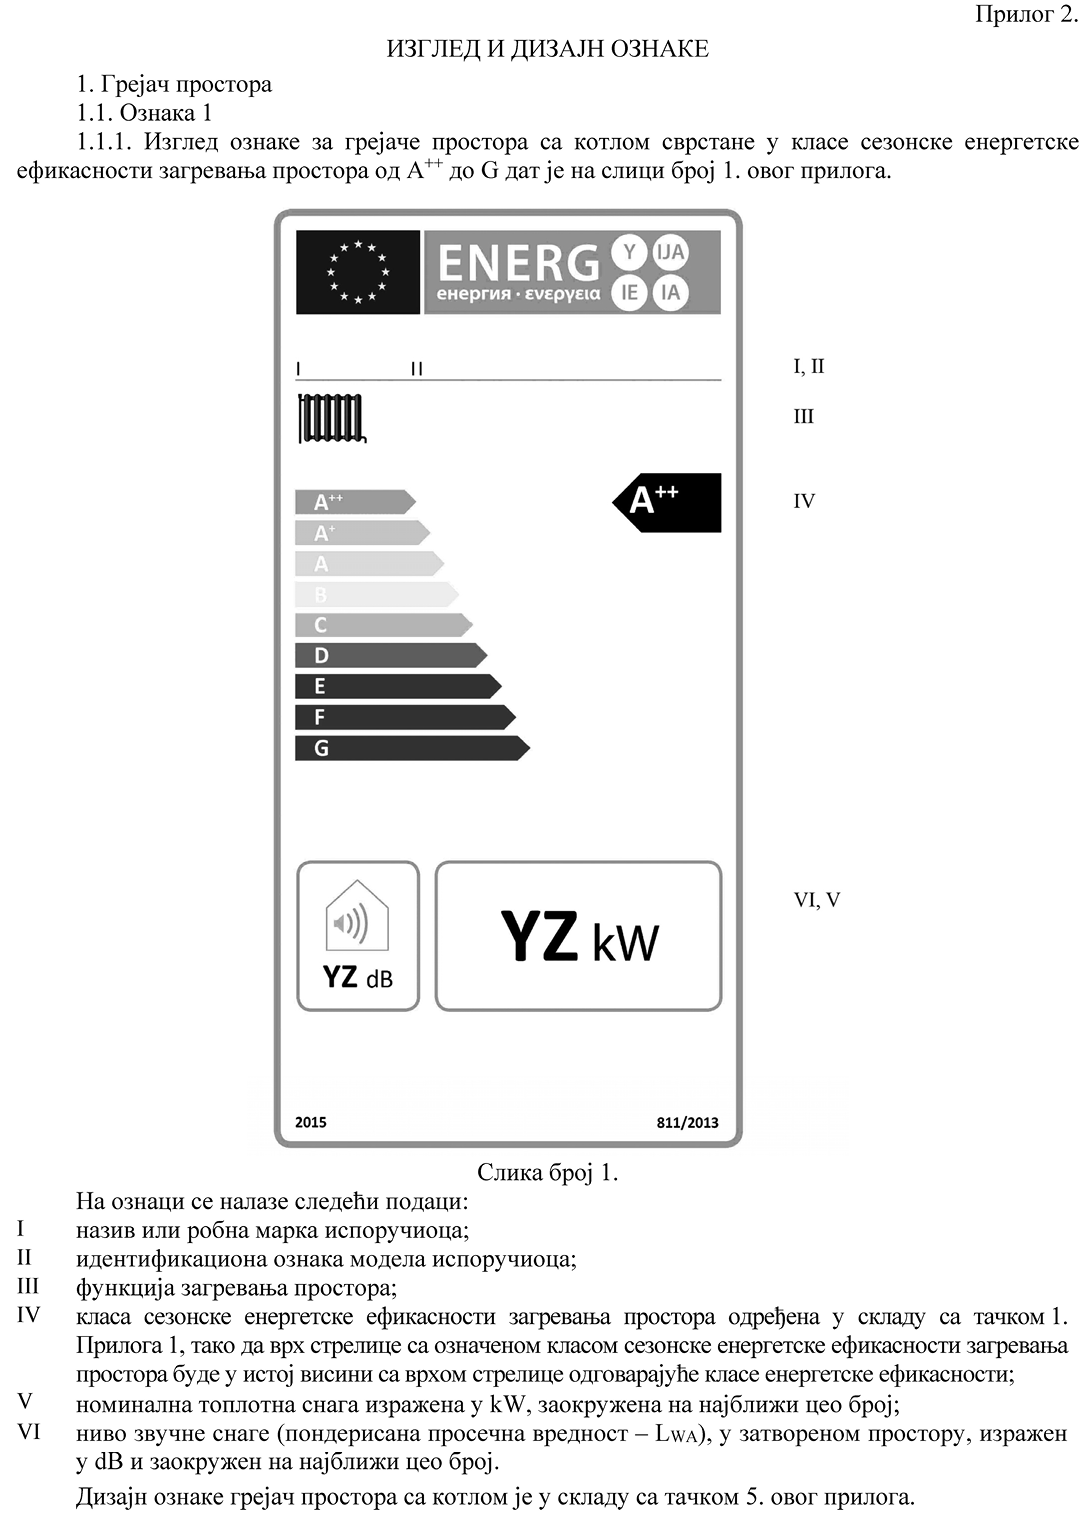 Прилог 2.
ИЗГЛЕД И ДИЗАЈН ОЗНАКЕ
1. Грејач простора
1.1. Ознака 1
1.1.1. Изглед ознаке за грејаче простора са котлом сврстане у класе сезонске енергетске
ефикасности загревања простора од А⁺⁺ до G дат је на слици број 1. овог прилога.
ENERG Y IJA
енергия · ενεργεια IE IA
I II I, II
III
A⁺⁺ A⁺⁺ IV
A⁺
A
B
C
D
E
F
G
VI, V
YZ kW
YZ dB
2015 811/2013
Слика број 1.
На ознаци се налазе следећи подаци:
I назив или робна марка испоручиоца;
II идентификациона ознака модела испоручиоца;
III функција загревања простора;
IV класа сезонске енергетске ефикасности загревања простора одређена у складу са тачком 1.
Прилога 1, тако да врх стрелице са означеном класом сезонске енергетске ефикасности загревања
простора буде у истој висини са врхом стрелице одговарајуће класе енергетске ефикасности;
V номинална топлотна снага изражена у kW, заокружена на најближи цео број;
VI ниво звучне снаге (пондерисана просечна вредност – LWA), у затвореном простору, изражен
у dB и заокружен на најближи цео број.
Дизајн ознаке грејач простора са котлом је у складу са тачком 5. овог прилога.